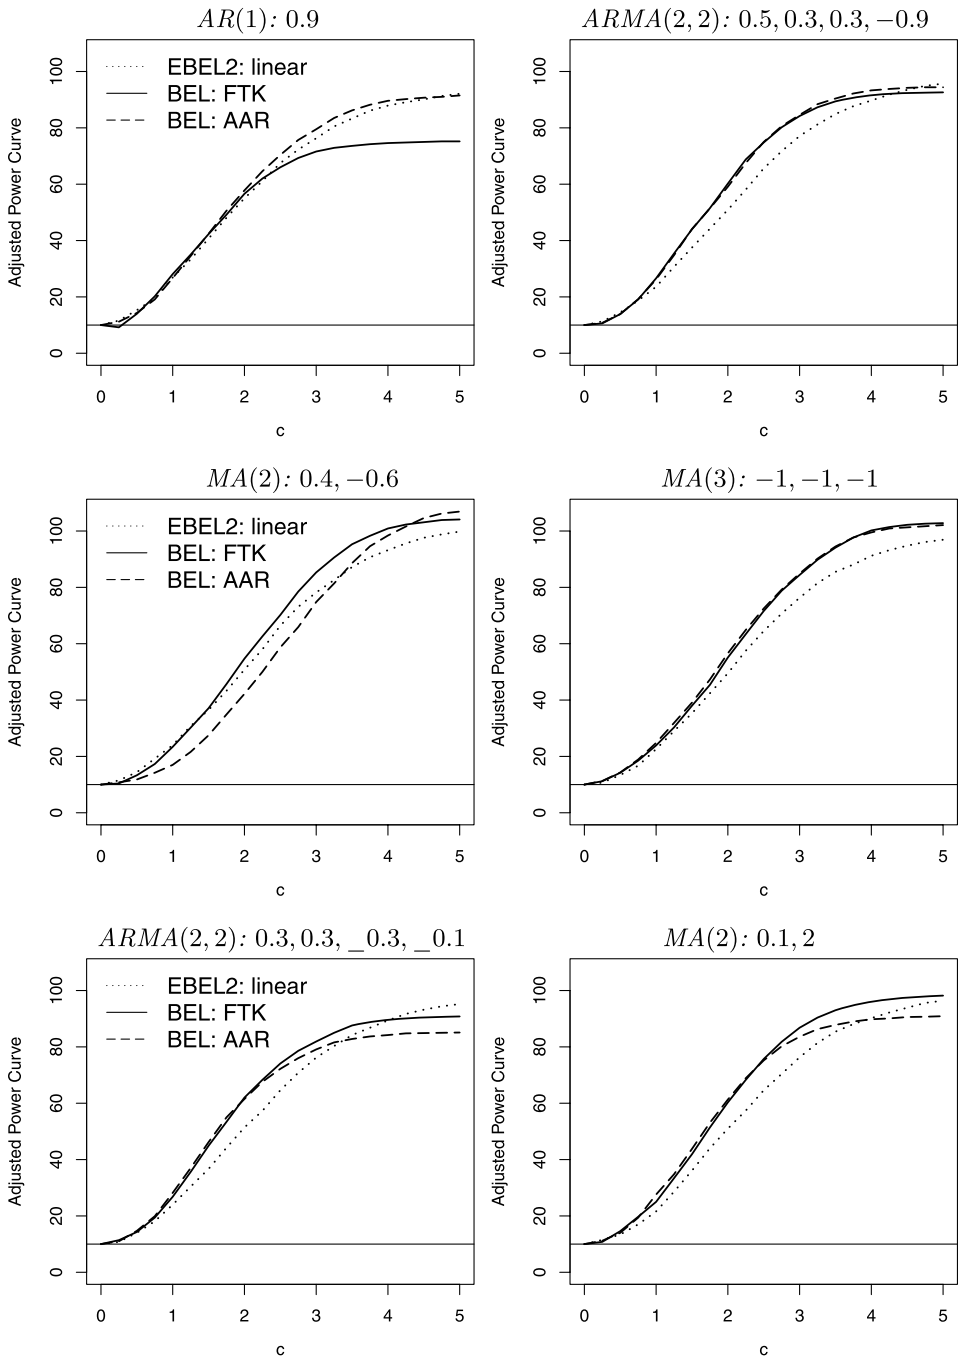 AR(1): 0.9
EBEL2: linear
BEL: FTK
BEL: AAR
Adjusted Power Curve
0 20 40 60 80 100
0 1 2 3 4 5
c
ARMA(2, 2): 0.5, 0.3, 0.3, −0.9
Adjusted Power Curve
0 20 40 60 80 100
0 1 2 3 4 5
c
MA(2): 0.4, −0.6
EBEL2: linear
BEL: FTK
BEL: AAR
Adjusted Power Curve
0 20 40 60 80 100
0 1 2 3 4 5
c
MA(3): −1, −1, −1
Adjusted Power Curve
0 20 40 60 80 100
0 1 2 3 4 5
c
ARMA(2, 2): 0.3, 0.3, _0.3, _0.1
EBEL2: linear
BEL: FTK
BEL: AAR
Adjusted Power Curve
0 20 40 60 80 100
0 1 2 3 4 5
c
MA(2): 0.1, 2
Adjusted Power Curve
0 20 40 60 80 100
0 1 2 3 4 5
c